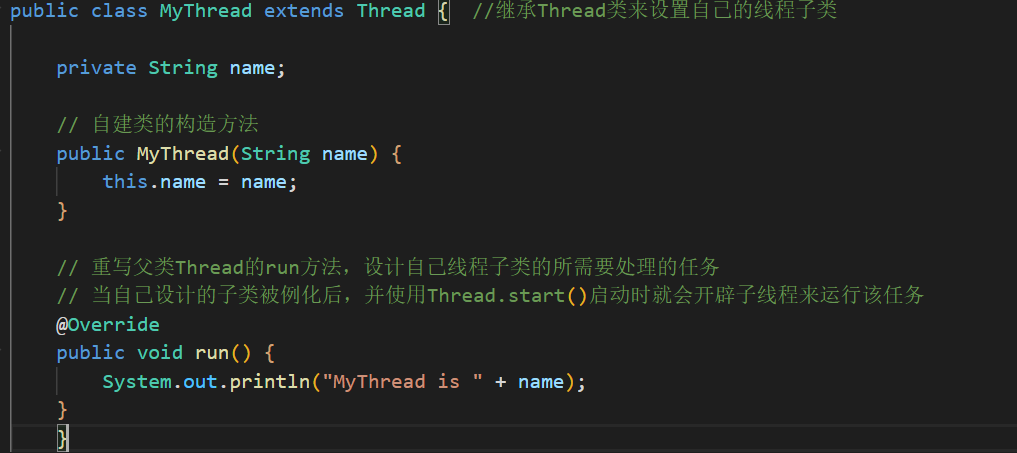 public class MyThread extends Thread {  //继承Thread类来设置自己的线程子类
private String name;
// 自建类的构造方法
public MyThread(String name) {
this.name = name;
}
// 重写父类Thread的run方法，设计自己线程子类的所需要处理的任务
// 当自己设计的子类被例化后，并使用Thread.start()启动时就会开辟子线程来运行该任务
@Override
public void run() {
System.out.println("MyThread is " + name);
}
}